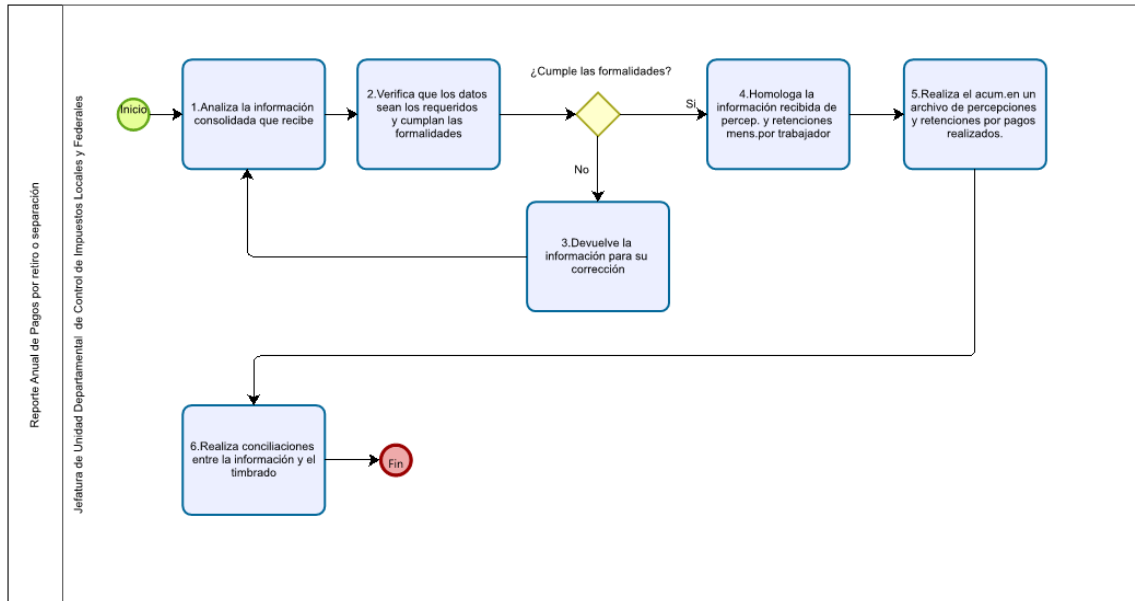 Reporte Anual de Pagos por retiro o separación
Jefatura de Unidad Departamental de Control de Impuestos Locales y Federales
Inicio
1.Analiza la información
consolidada que recibe
2.Verifica que los datos
sean los requeridos
y cumplan las
formalidades
¿Cumple las formalidades?
Si
No
3.Devuelve la
información para su
corrección
4.Homologa la
información recibida de
percep. y retenciones
mens.por trabajador
5.Realiza el acum.en un
archivo de percepciones
y retenciones por pagos
realizados.
6.Realiza conciliaciones
entre la información y el
timbrado
Fin